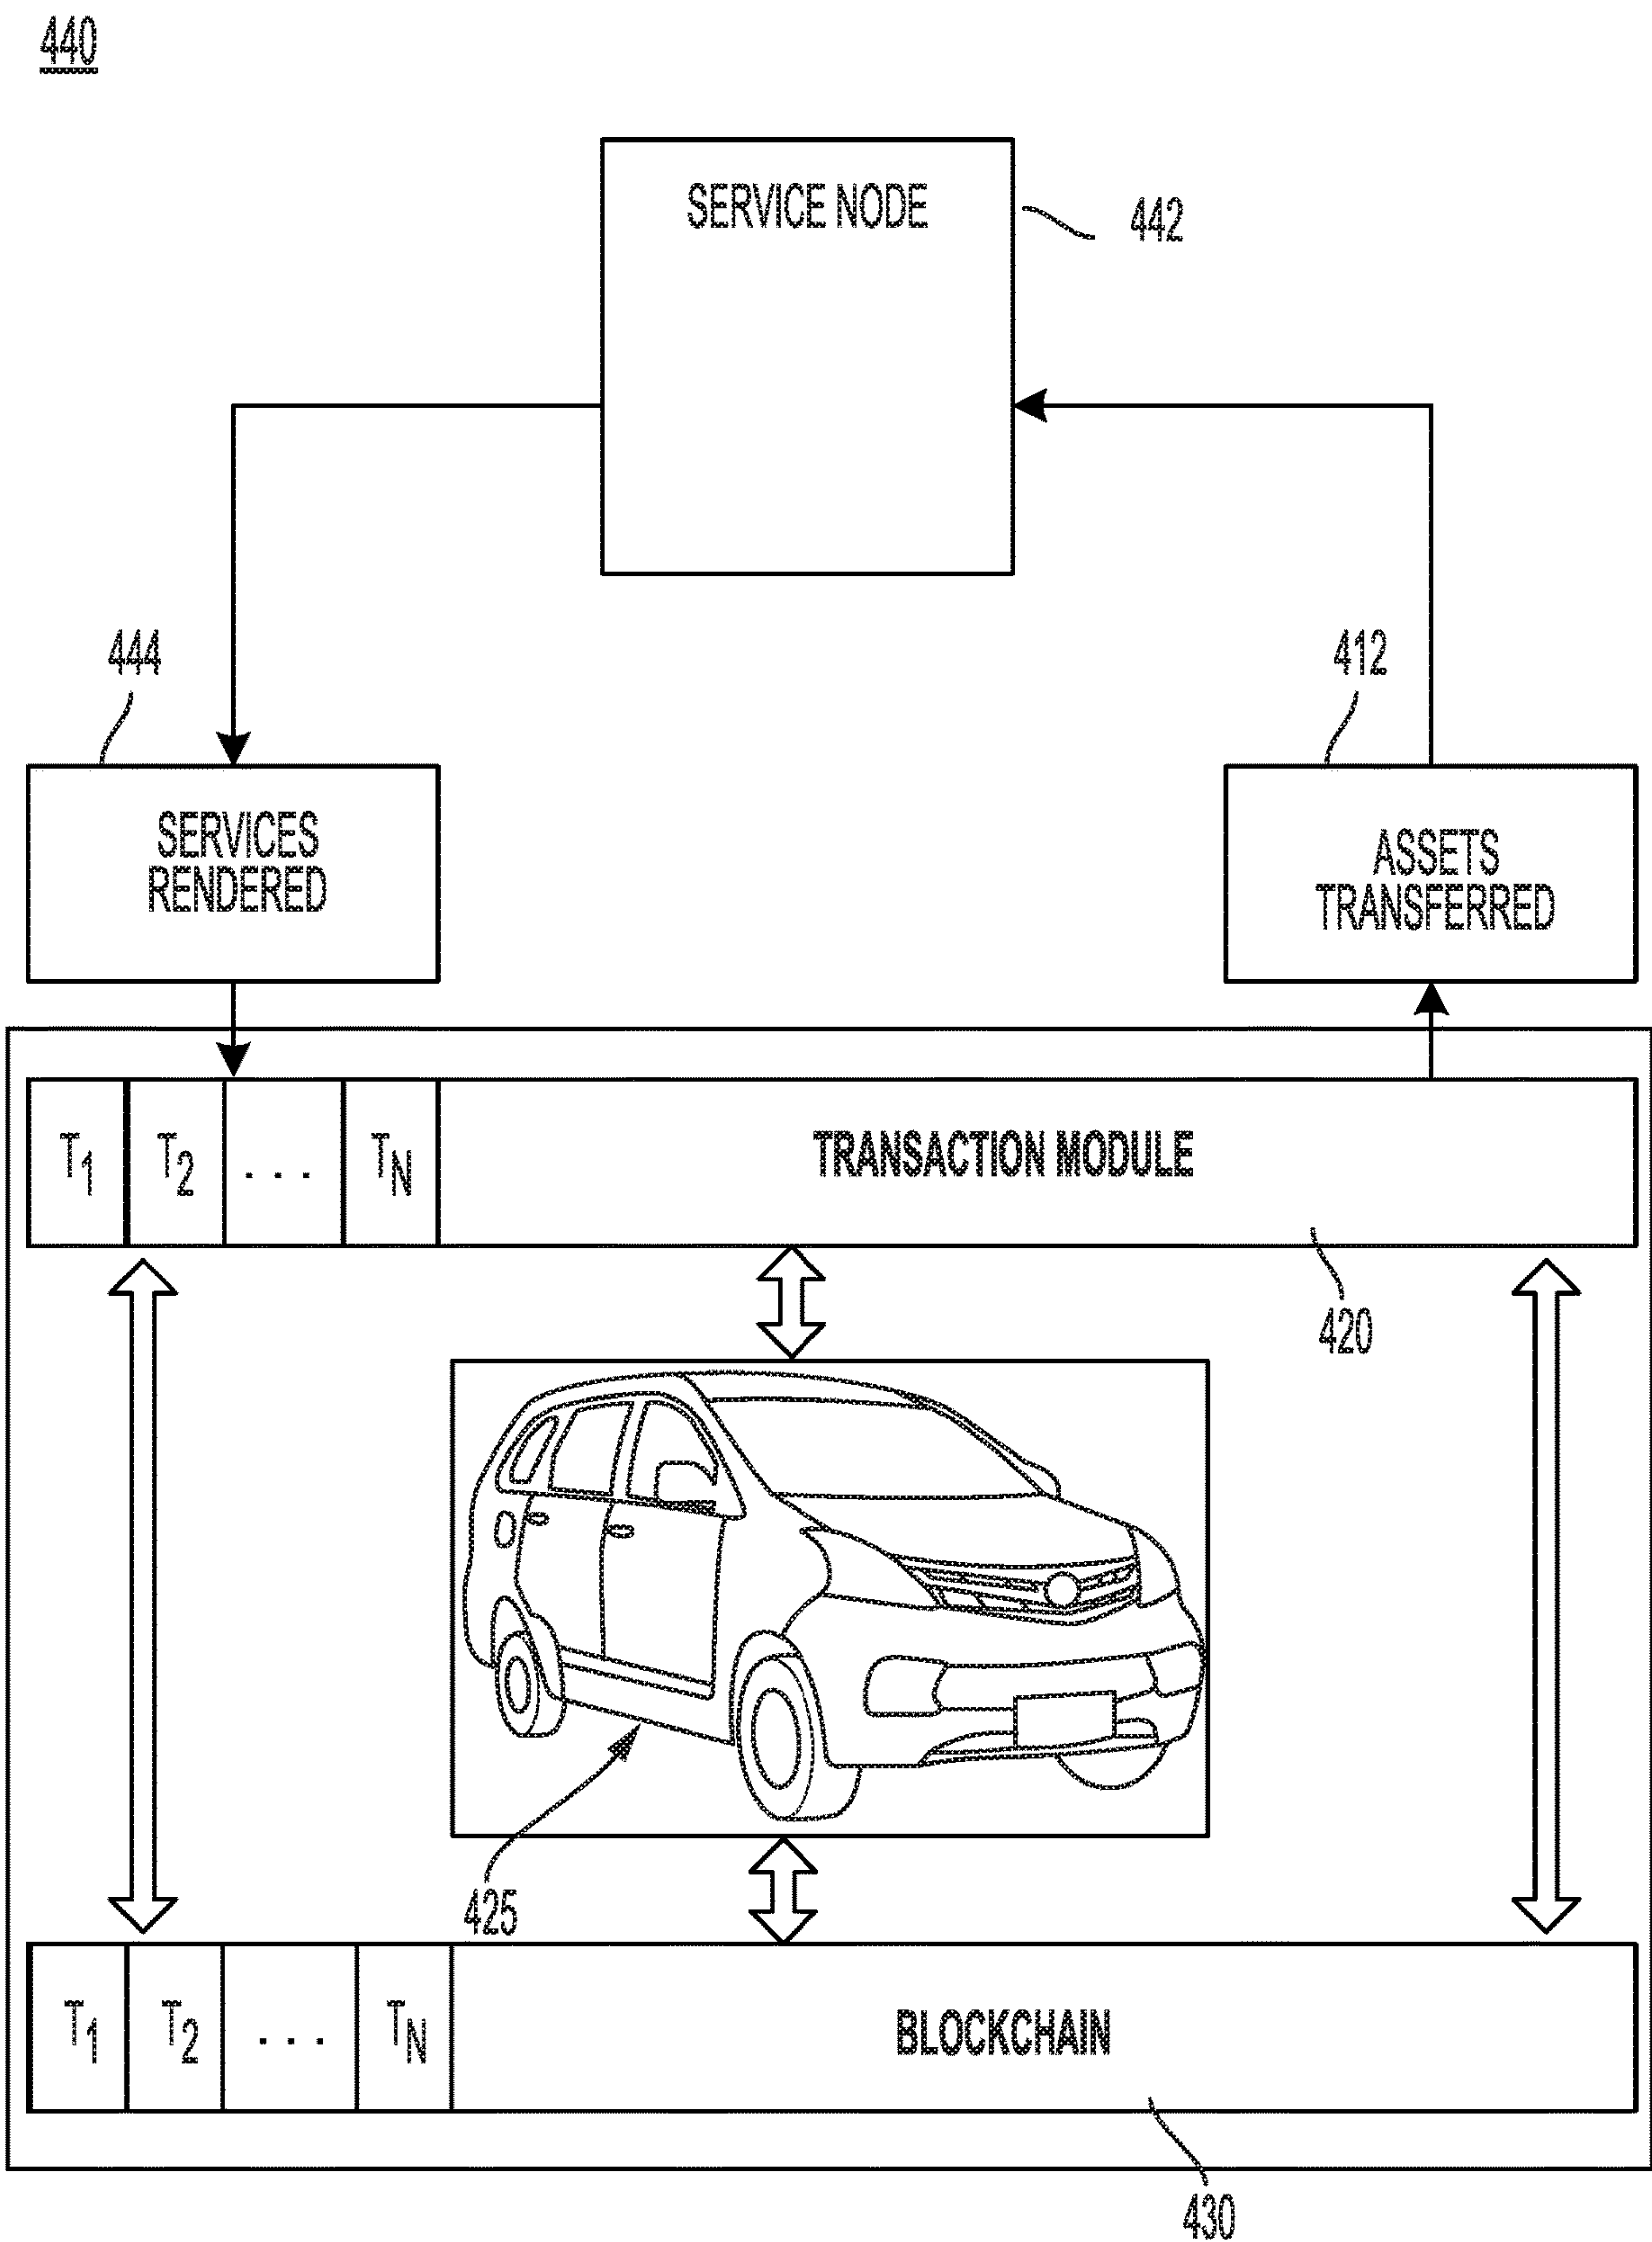 440
SERVICE NODE
442
444
412
SERVICES
RENDERED
ASSETS
TRANSFERRED
T1 T2 . . . TN TRANSACTION MODULE
420
425
T1 T2 . . . TN BLOCKCHAIN
430